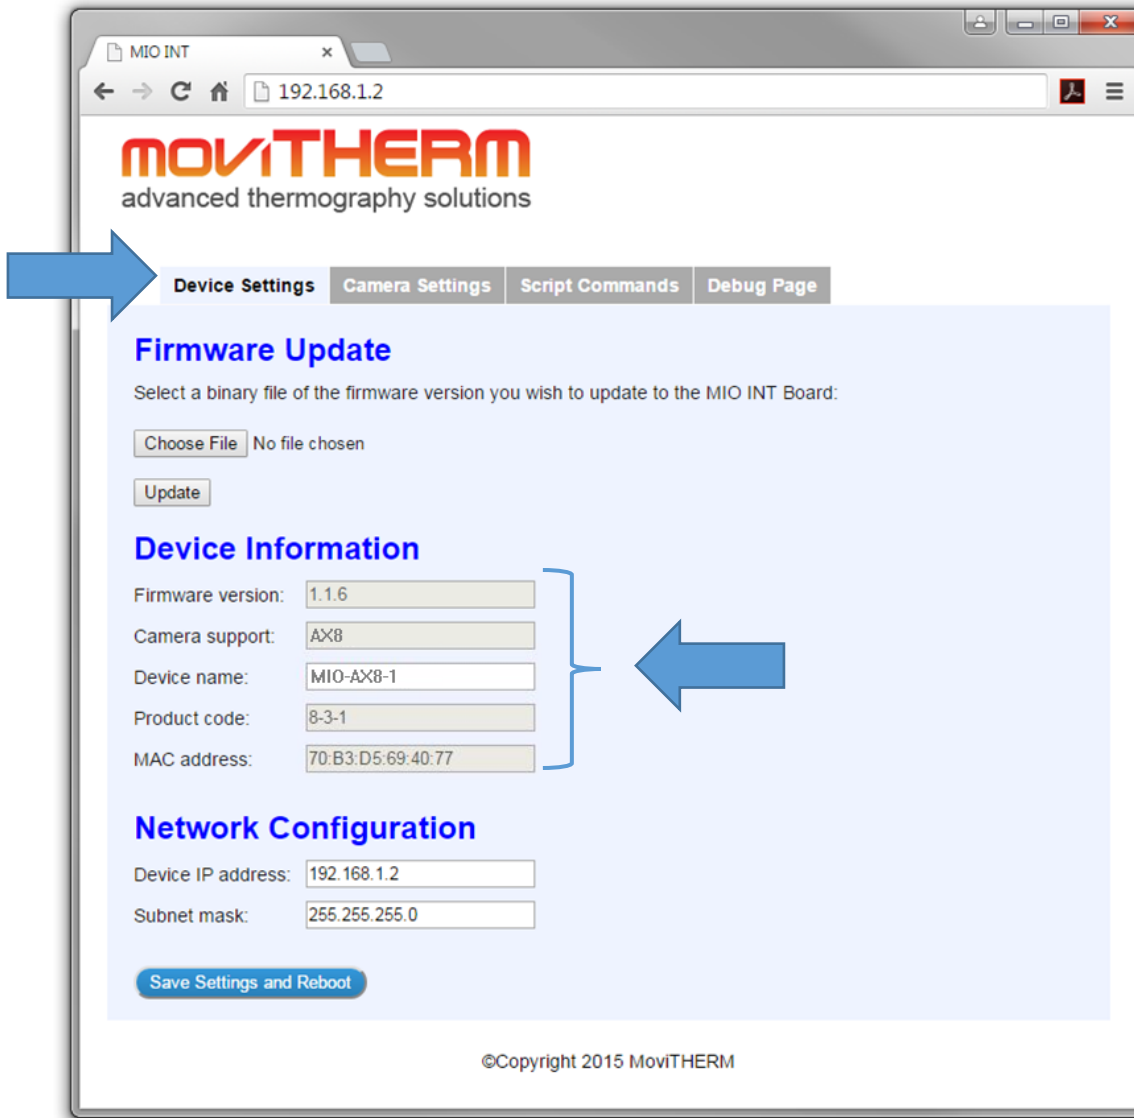 MIO INT
192.168.1.2
moviTHERM
advanced thermography solutions
Device Settings Camera Settings Script Commands Debug Page
Firmware Update
Select a binary file of the firmware version you wish to update to the MIO INT Board:
Choose File No file chosen
Update
Device Information
Firmware version: 1.1.6
Camera support: AX8
Device name: MIO-AX8-1
Product code: 8-3-1
MAC address: 70:B3:D5:69:40:77
Network Configuration
Device IP address: 192.168.1.2
Subnet mask: 255.255.255.0
Save Settings and Reboot
©Copyright 2015 MoviTHERM